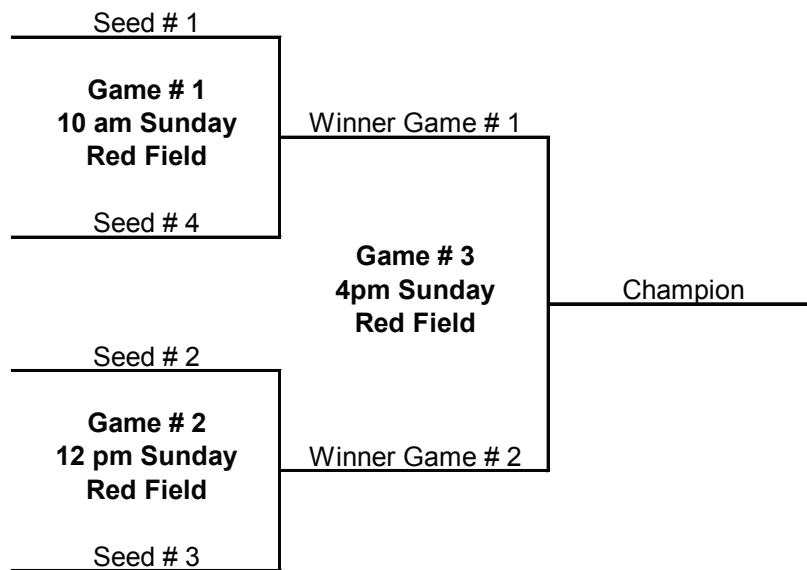 Seed # 1
Game # 1
10 am Sunday
Red Field
Winner Game # 1
Seed # 4
Game # 3
4pm Sunday
Red Field
Champion
Seed # 2
Game # 2
12 pm Sunday
Red Field
Winner Game # 2
Seed # 3